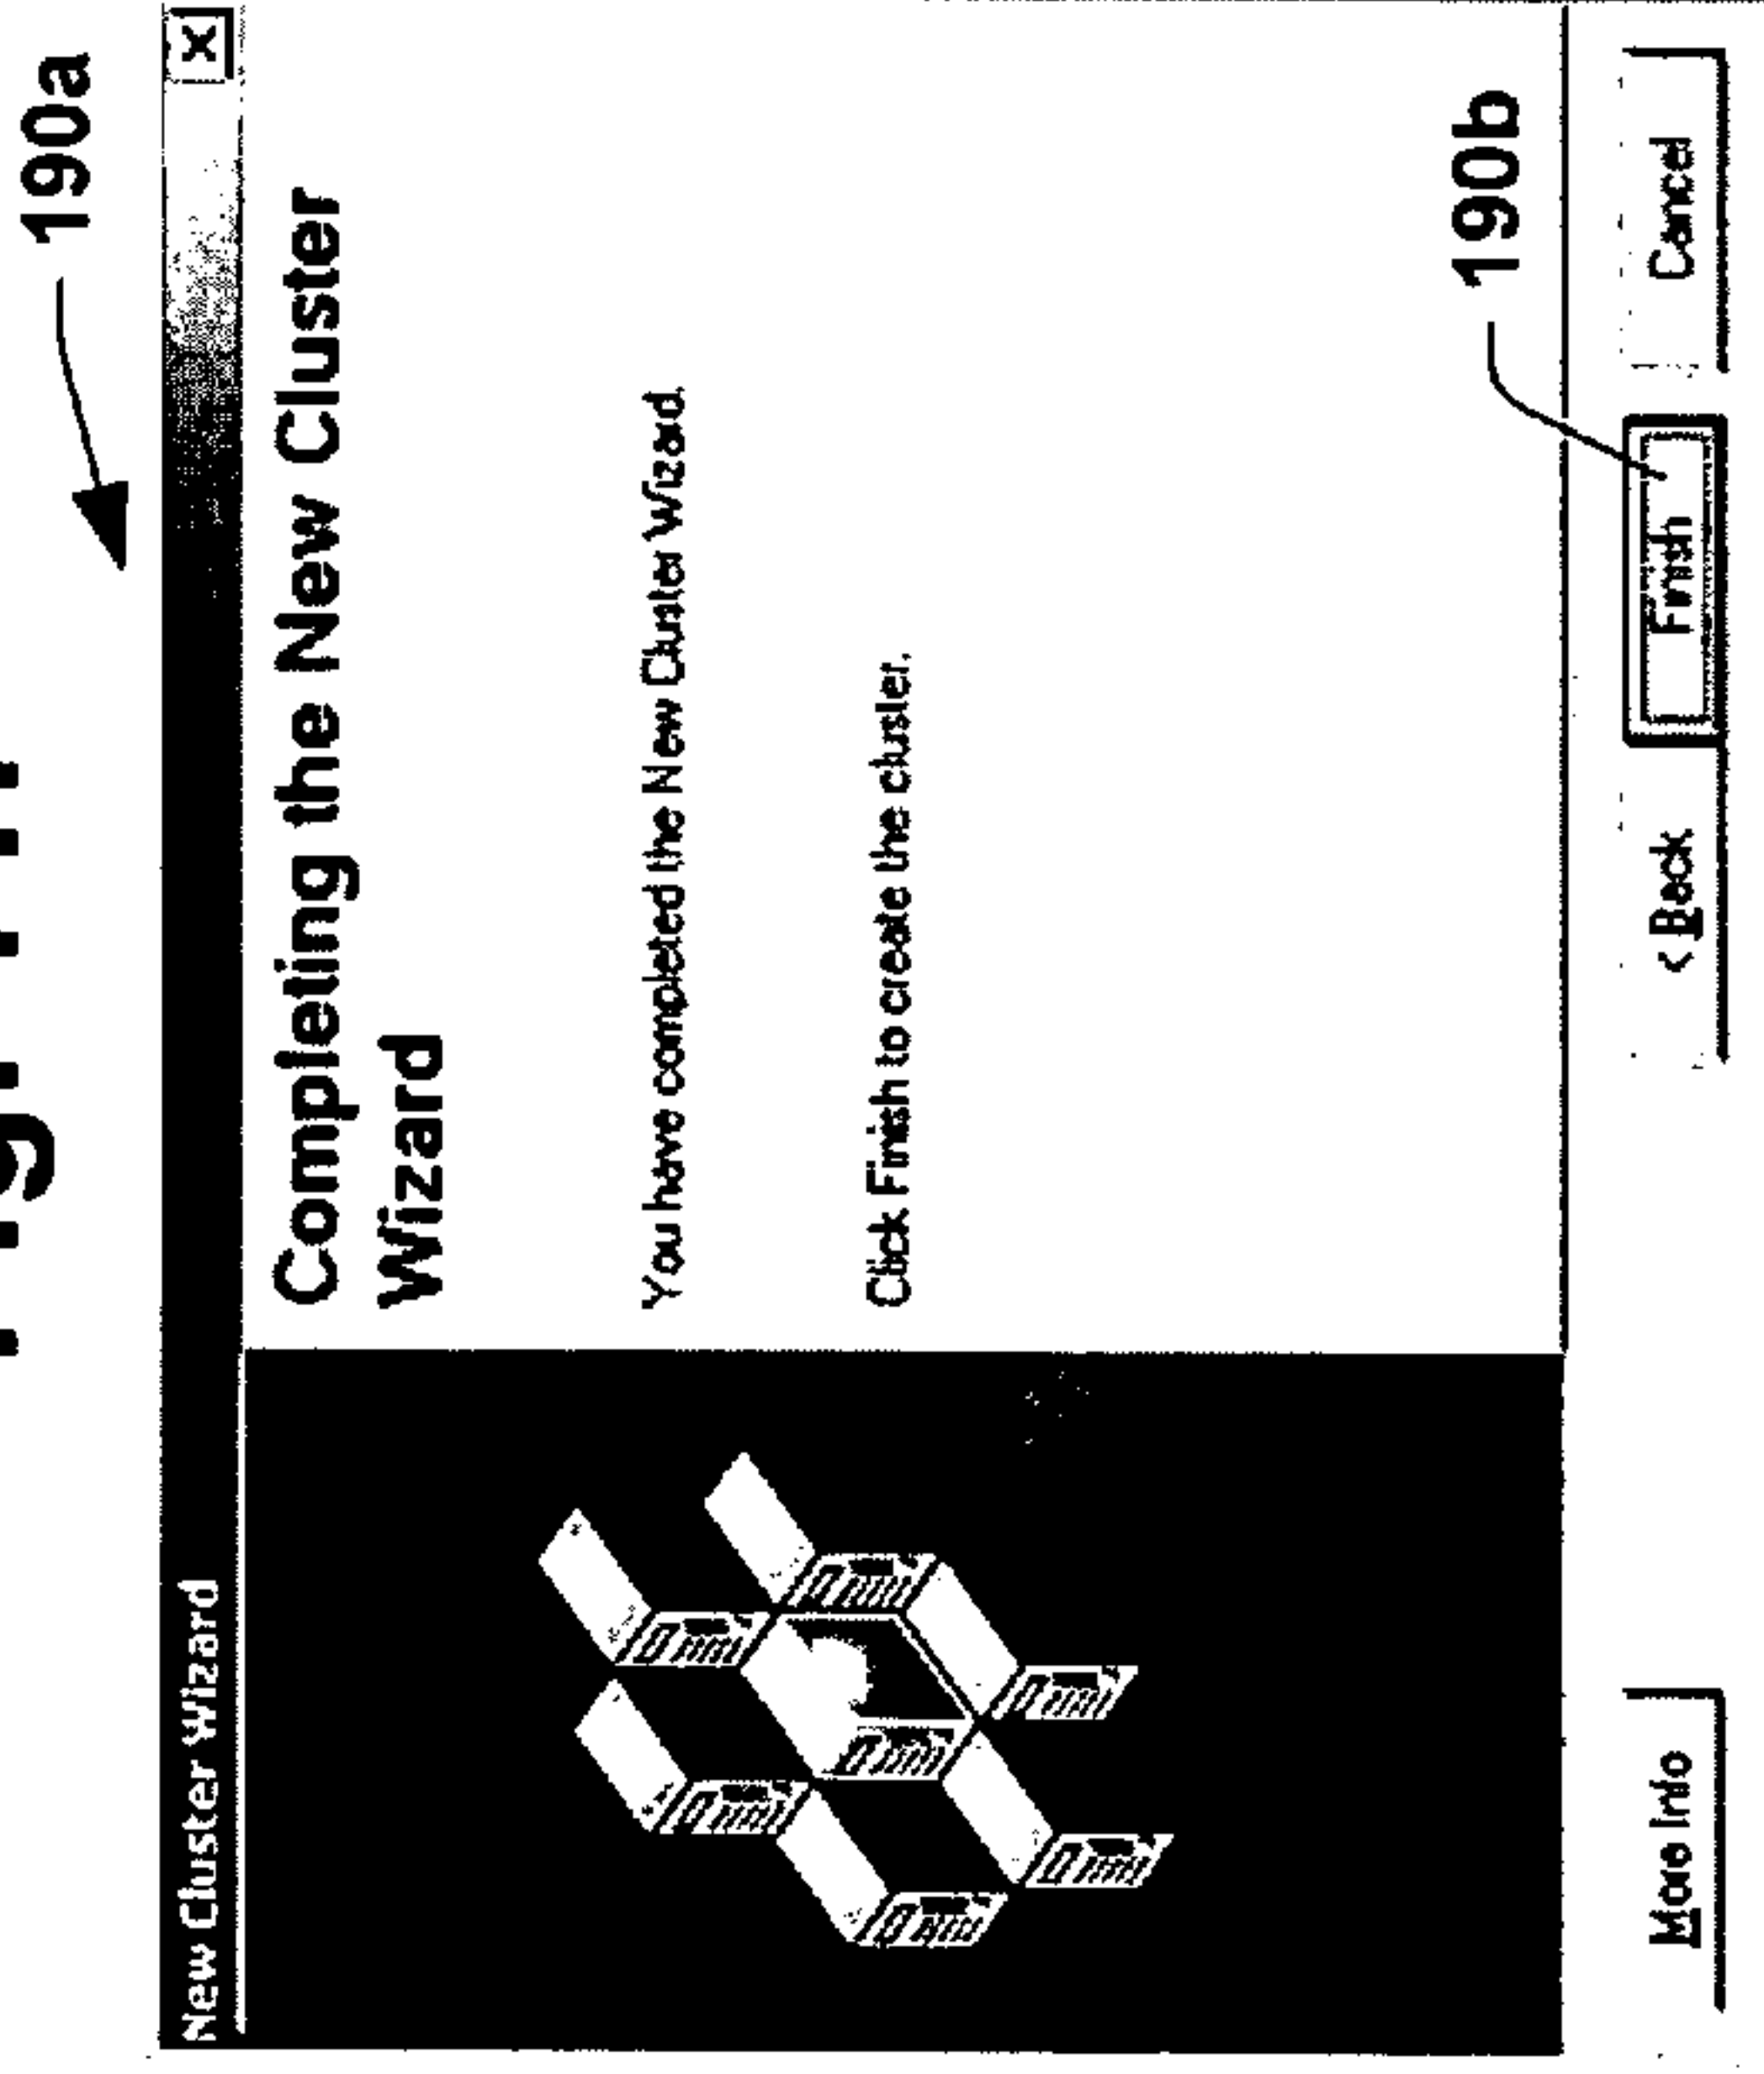 190a
New Cluster Wizard
X
Completing the New Cluster
Wizard
You have completed the New Cluster Wizard.
Click Finish to create the cluster.
190b
More Info
< Back
Finish
Cancel